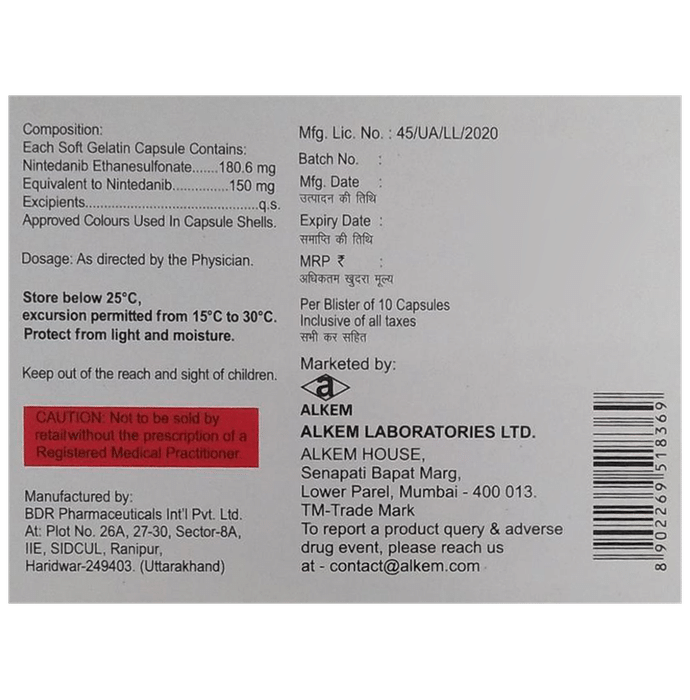 Composition:
Each Soft Gelatin Capsule Contains:
Nintedanib Ethanesulfonate.......180.6 mg
Equivalent to Nintedanib..............150 mg
Excipients...........................................q.s.
Approved Colours Used In Capsule Shells.
Dosage: As directed by the Physician.
Store below 25°C,
excursion permitted from 15°C to 30°C.
Protect from light and moisture.
Keep out of the reach and sight of children.
CAUTION: Not to be sold by
retail without the prescription of a
Registered Medical Practitioner.
Manufactured by:
BDR Pharmaceuticals Int'l Pvt. Ltd.
At: Plot No. 26A, 27-30, Sector-8A,
IIE, SIDCUL, Ranipur,
Haridwar-249403. (Uttarakhand)
Mfg. Lic. No. : 45/UA/LL/2020
Batch No. :
Mfg. Date :
उत्पादन की तिथि
Expiry Date :
समाप्ति की तिथि
MRP ₹ :
अधिकतम खुदरा मूल्य
Per Blister of 10 Capsules
Inclusive of all taxes
सभी कर सहित
Marketed by:
a
ALKEM
ALKEM LABORATORIES LTD.
ALKEM HOUSE,
Senapati Bapat Marg,
Lower Parel, Mumbai - 400 013.
TM-Trade Mark
To report a product query & adverse
drug event, please reach us
at - contact@alkem.com
8 902269 518369